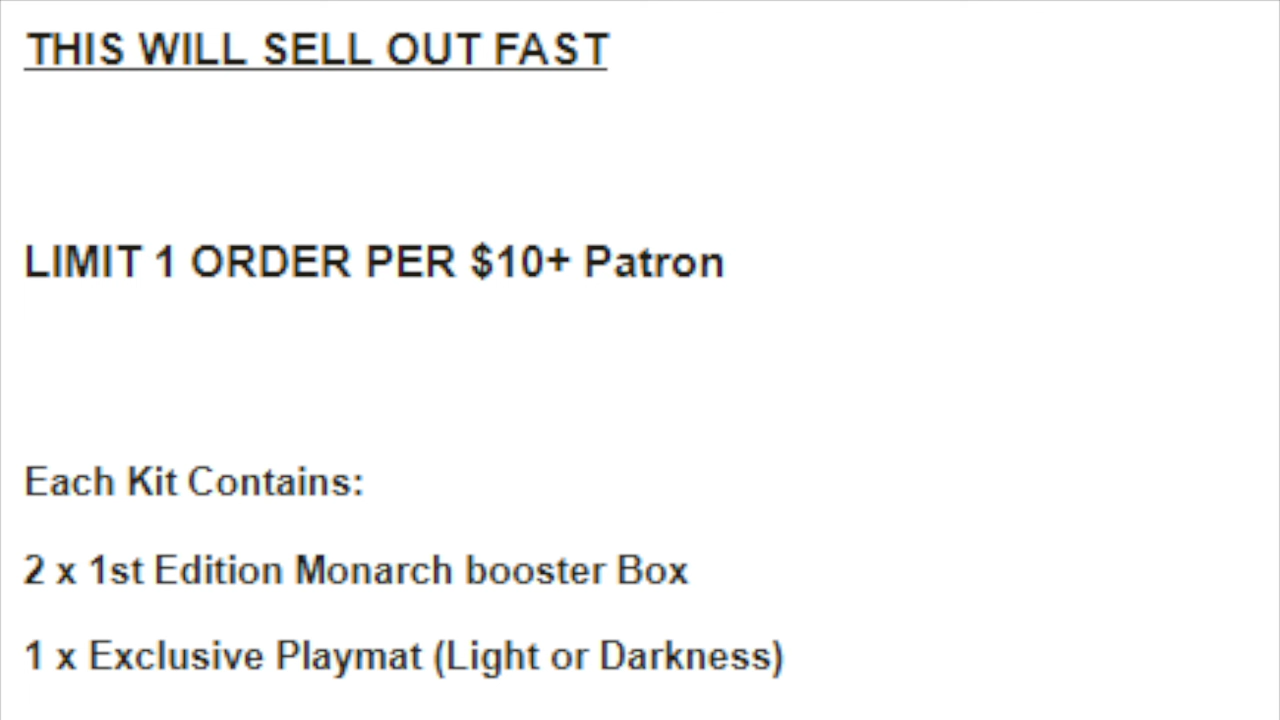 THIS WILL SELL OUT FAST
LIMIT 1 ORDER PER $10+ Patron
Each Kit Contains:
2 x 1st Edition Monarch booster Box
1 x Exclusive Playmat (Light or Darkness)